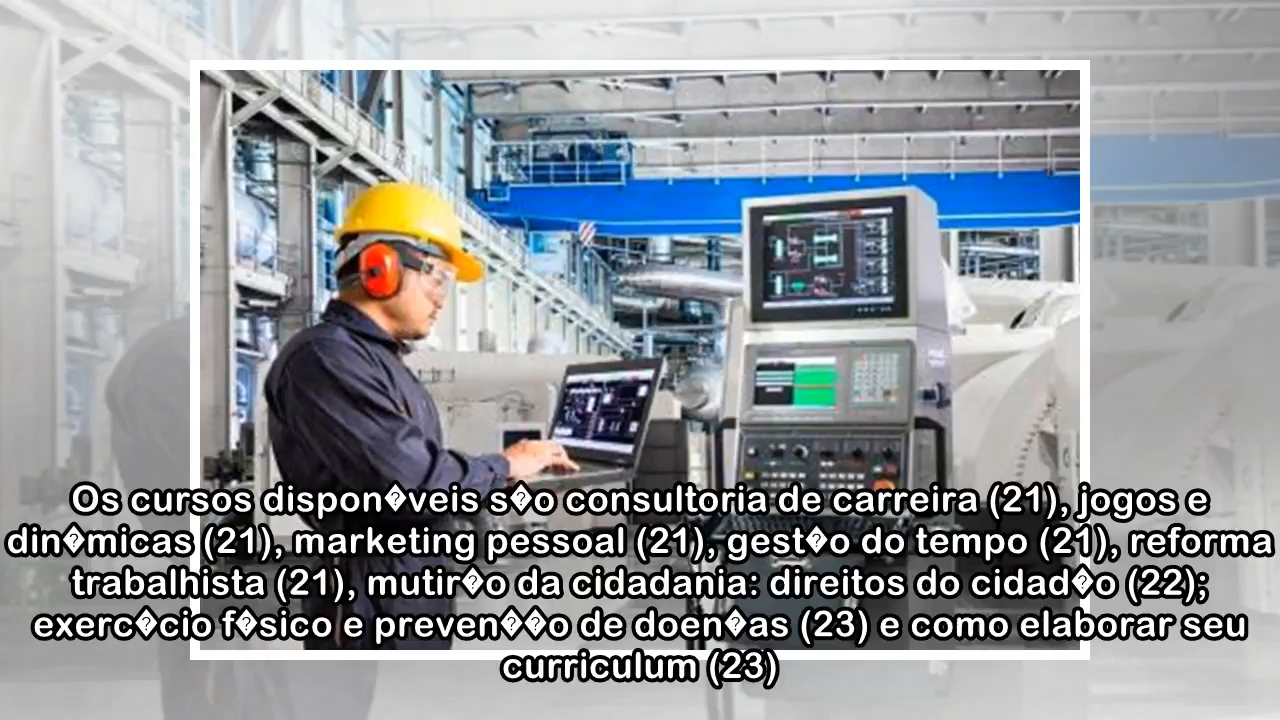 Os cursos dispon�veis s�o consultoria de carreira (21), jogos e
din�micas (21), marketing pessoal (21), gest�o do tempo (21), reforma
trabalhista (21), mutir�o da cidadania: direitos do cidad�o (22);
exerc�cio f�sico e preven��o de doen�as (23) e como elaborar seu
curriculum (23)